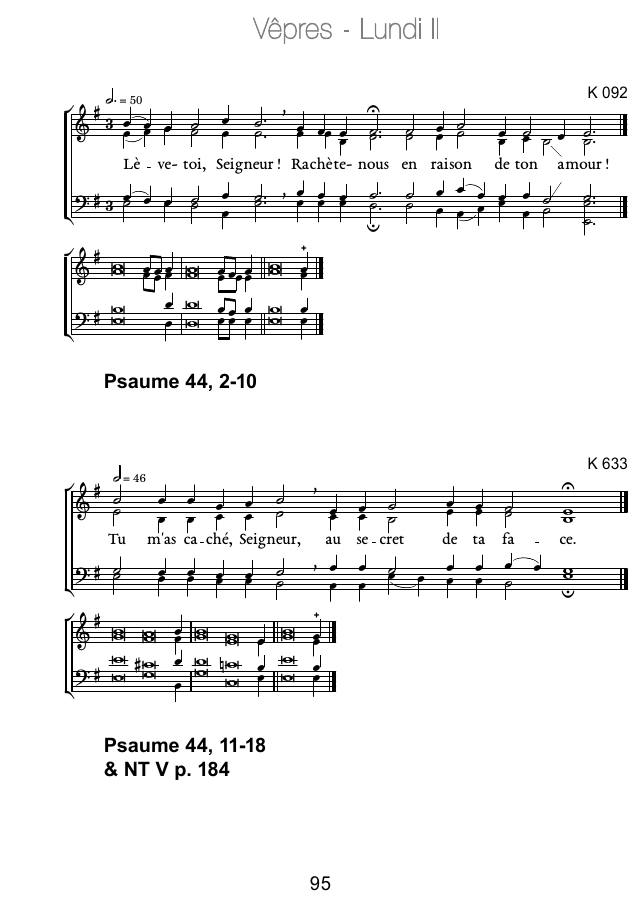 Vêpres - Lundi II
K 092
= 50
3
Lè - ve- toi, Seigneur ! Rachète- nous en raison de ton amour !
3
Psaume 44, 2-10
K 633
= 46
Tu m'as ca - ché, Seigneur, au se - cret de ta fa - ce.
Psaume 44, 11-18
& NT V p. 184
95